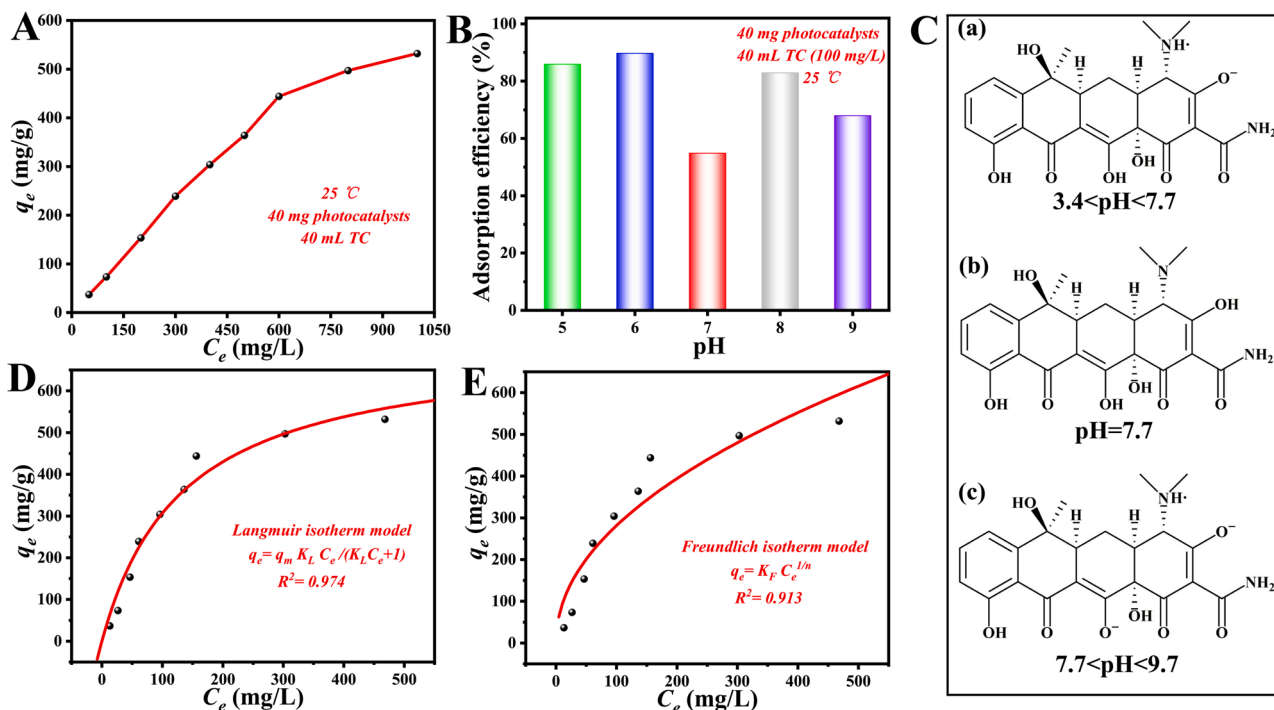 A
q_e (mg/g)
600
500
400
300
200
100
0
25 ℃
40 mg photocatalysts
40 mL TC
0 150 300 450 600 750 900 1050
C_e (mg/L)
B
Adsorption efficiency (%)
100
80
60
40
20
0
40 mg photocatalysts
40 mL TC (100 mg/L)
25 ℃
5 6 7 8 9
pH
C
(a)
N
NH·
HO
H H
O⁻
NH₂
OH O OH ŌH O O
3.4<pH<7.7
(b)
N
HO
H H
OH
NH₂
OH O OH ŌH O O
pH=7.7
(c)
NH·
HO
H H
O⁻
NH₂
OH O O⁻ ŌH O O
7.7<pH<9.7
D
q_e (mg/g)
600
500
400
300
200
100
0
Langmuir isotherm model
q_e= q_m K_L C_e /(K_L C_e+1)
R²= 0.974
0 100 200 300 400 500
C_e (mg/L)
E
q_e (mg/g)
600
500
400
300
200
100
0
Freundlich isotherm model
q_e= K_F C_e^1/n
R²= 0.913
0 100 200 300 400 500
C_e (mg/L)